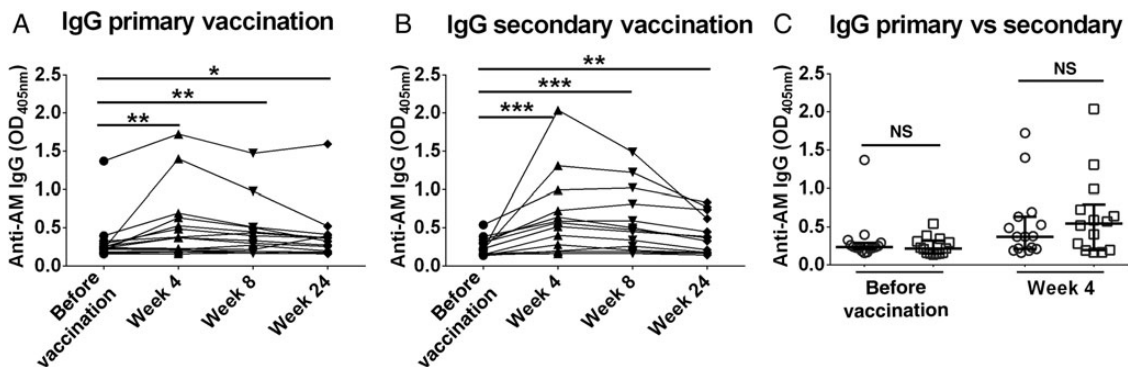 A IgG primary vaccination
Anti-AM IgG (OD405nm)
2.5
2.0
1.5
1.0
0.5
0.0
*
**
**
Before
vaccination
Week 4
Week 8
Week 24
B IgG secondary vaccination
Anti-AM IgG (OD405nm)
2.5
2.0
1.5
1.0
0.5
0.0
**
***
***
Before
vaccination
Week 4
Week 8
Week 24
C IgG primary vs secondary
Anti-AM IgG (OD405nm)
2.5
2.0
1.5
1.0
0.5
0.0
NS
NS
Before
vaccination
Week 4